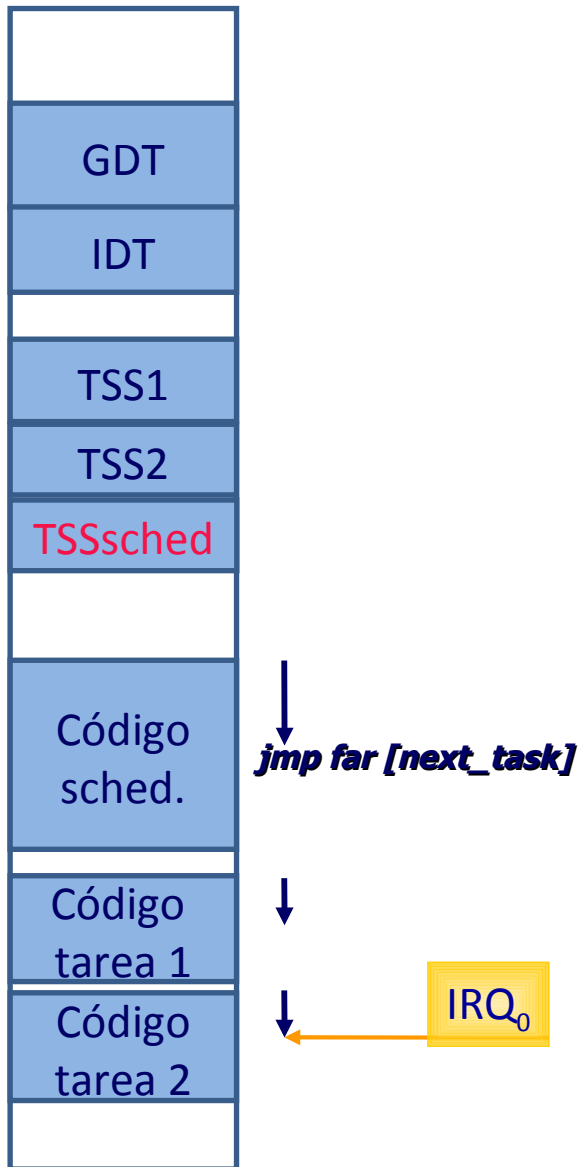 GDT
IDT
TSS1
TSS2
TSSsched
Código
sched.
jmp far [next_task]
Código
tarea 1
Código
tarea 2
IRQ₀